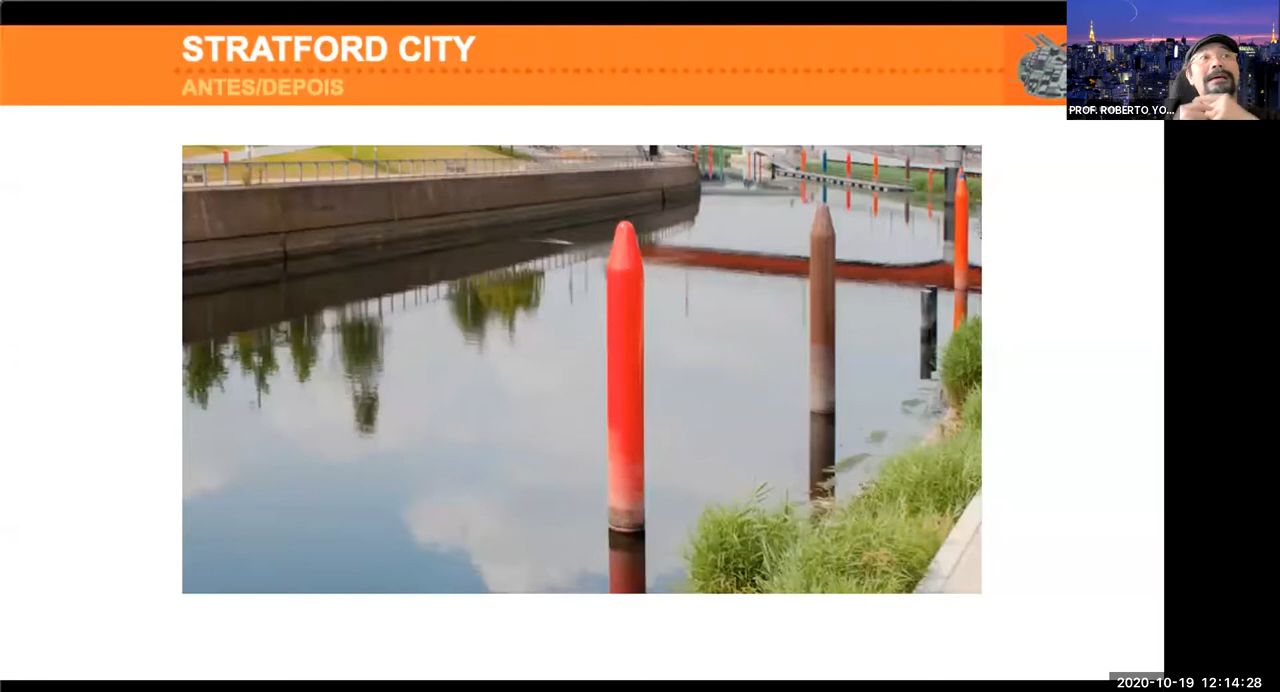 STRATFORD CITY
ANTES/DEPOIS
PROF. ROBERTO YO...
2020-10-19 12:14:28